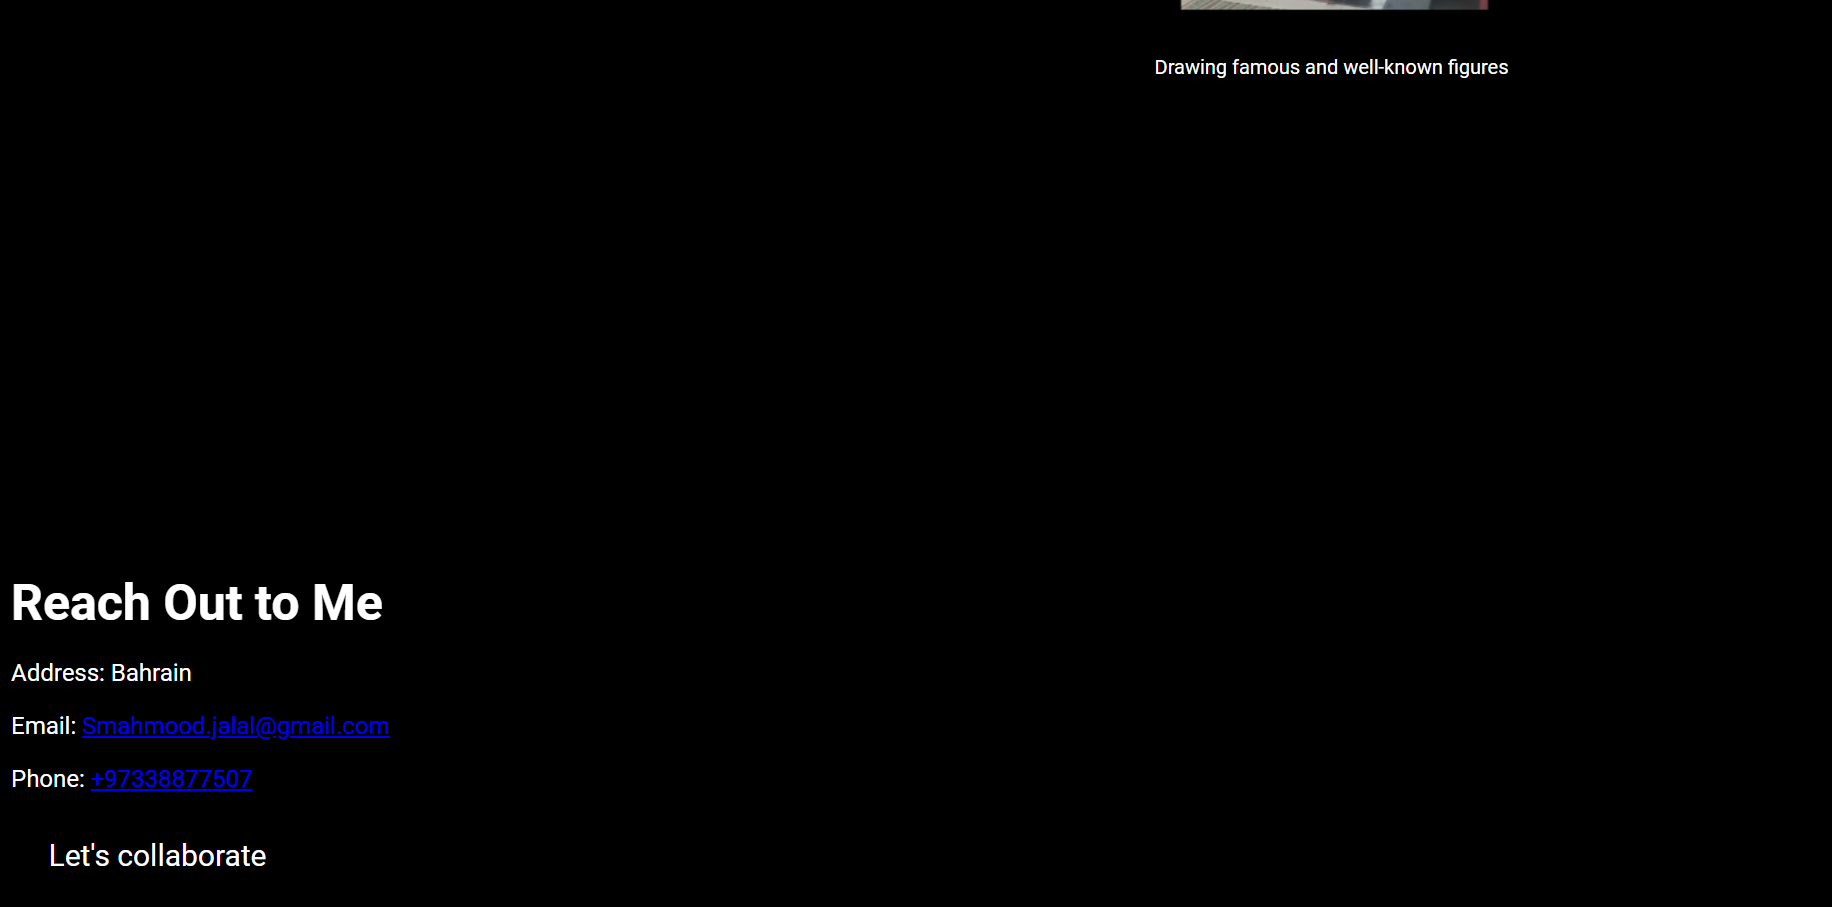 Drawing famous and well-known figures
Reach Out to Me
Address: Bahrain
Email: Smahmood.jalal@gmail.com
Phone: +97338877507
Let's collaborate